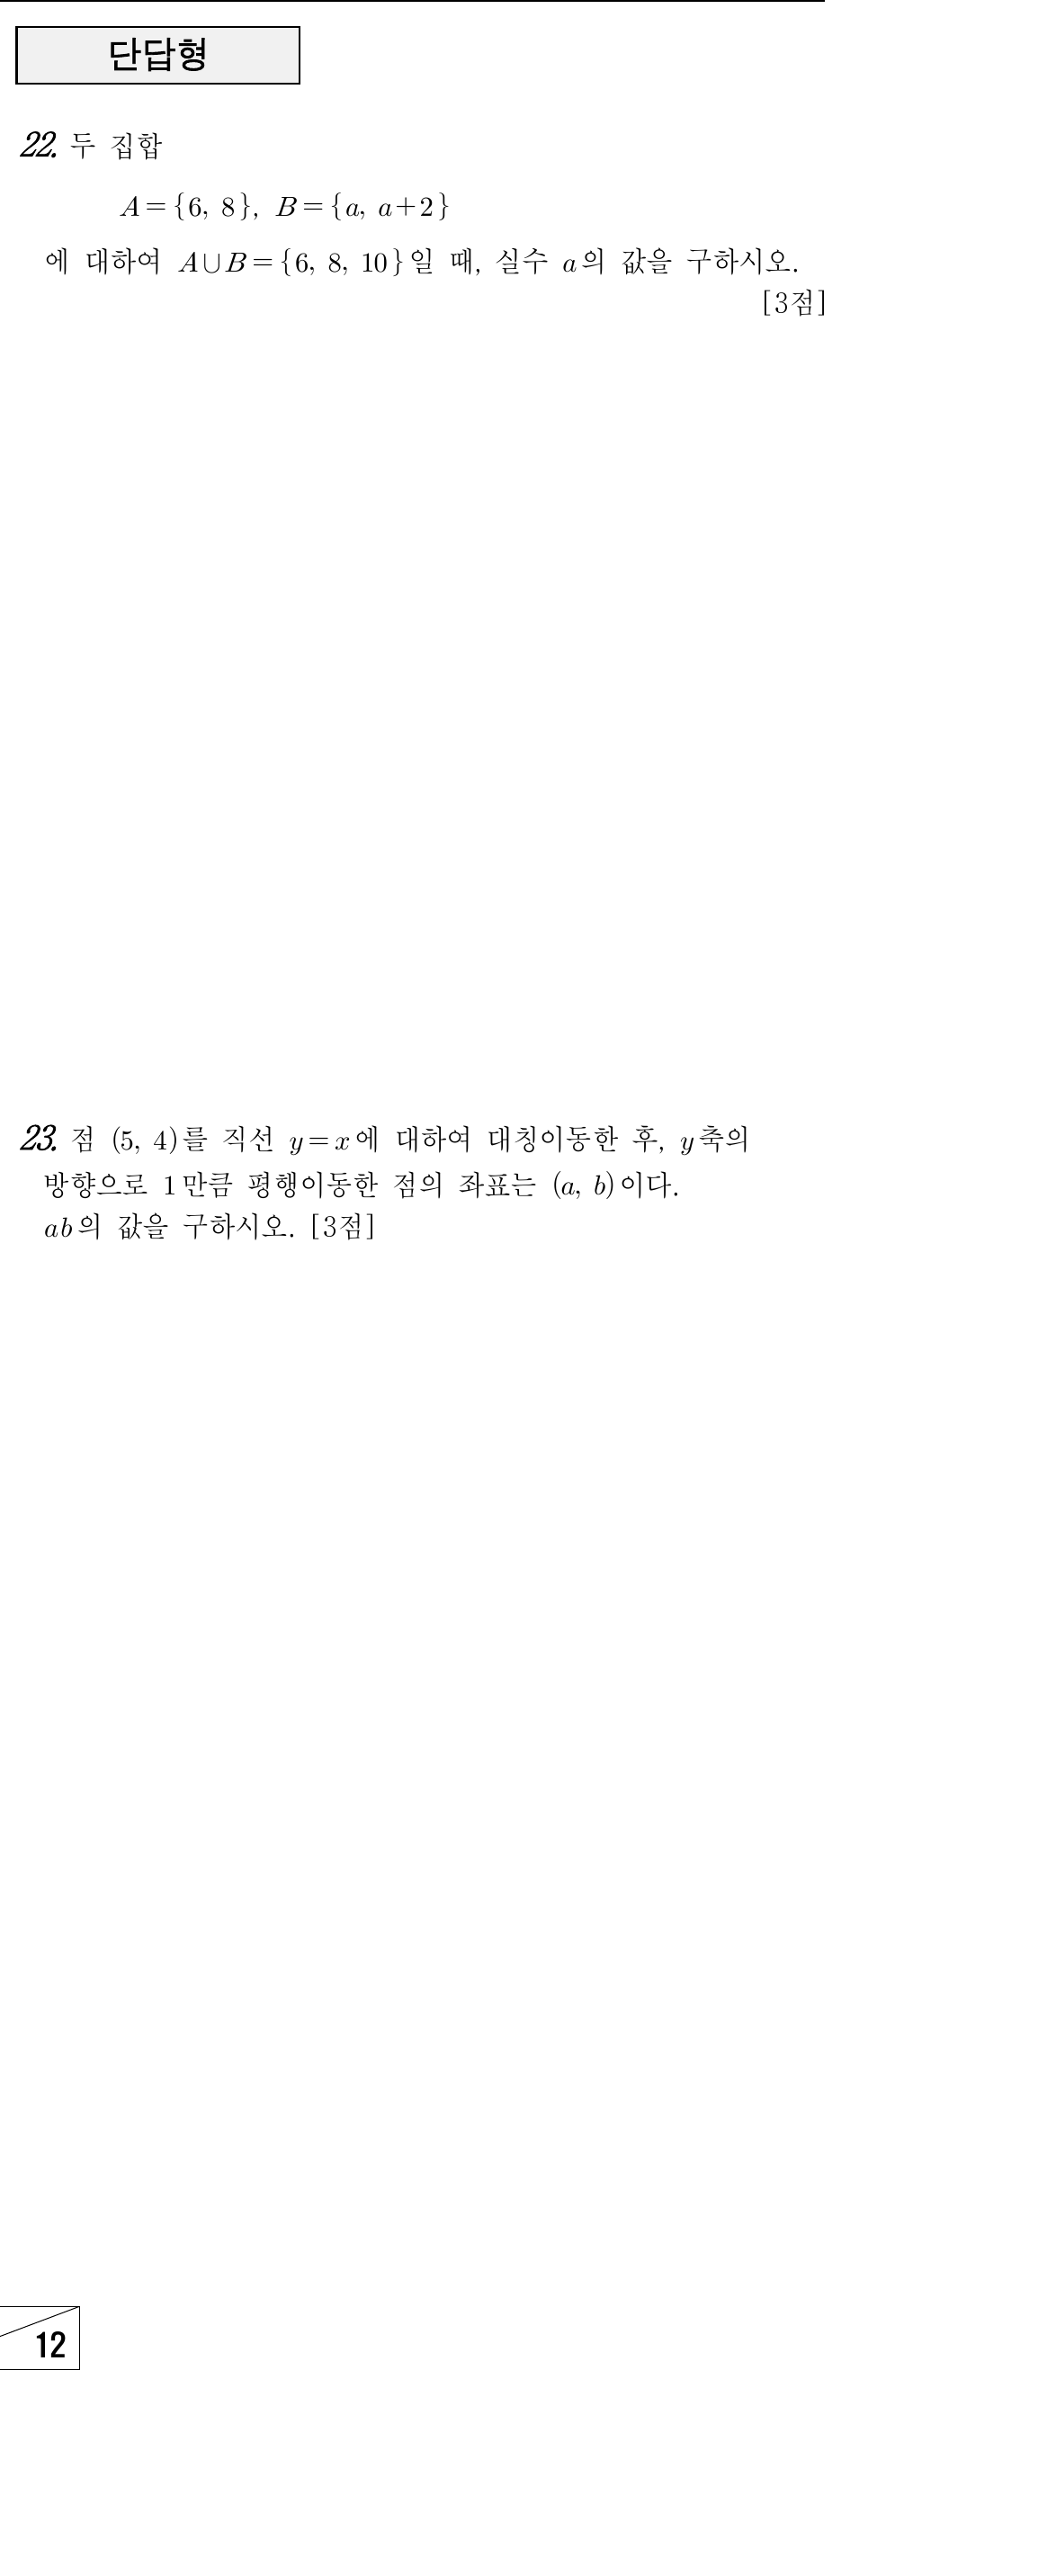 단답형
22. 두 집합
A={6, 8}, B={a, a+2}
에 대하여 A∪B={6, 8, 10}일 때, 실수 a의 값을 구하시오.
[3점]
23. 점 (5, 4)를 직선 y=x에 대하여 대칭이동한 후, y축의
방향으로 1만큼 평행이동한 점의 좌표는 (a, b)이다.
ab의 값을 구하시오. [3점]
12